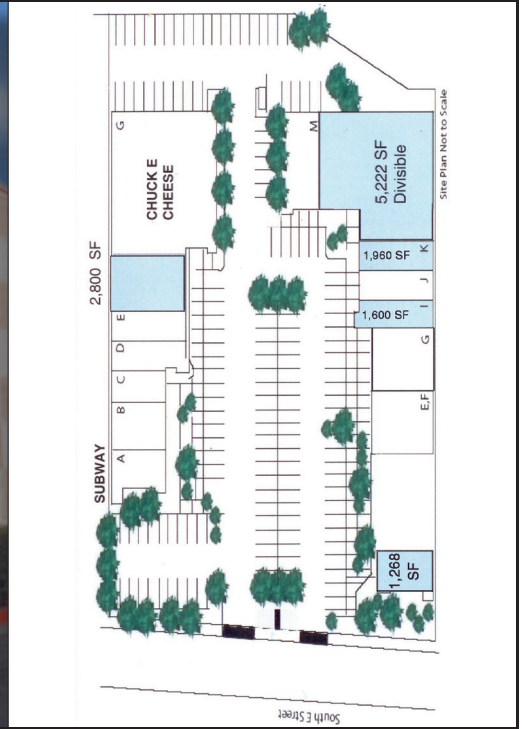 G
CHUCK E
CHEESE
2,800 SF
E
D
C
B
A
SUBWAY
M
5,222 SF
Divisible
Site Plan Not to Scale
1,960 SF
K
J
1,600 SF
I
G
E,F
1,268
SF
South E Street